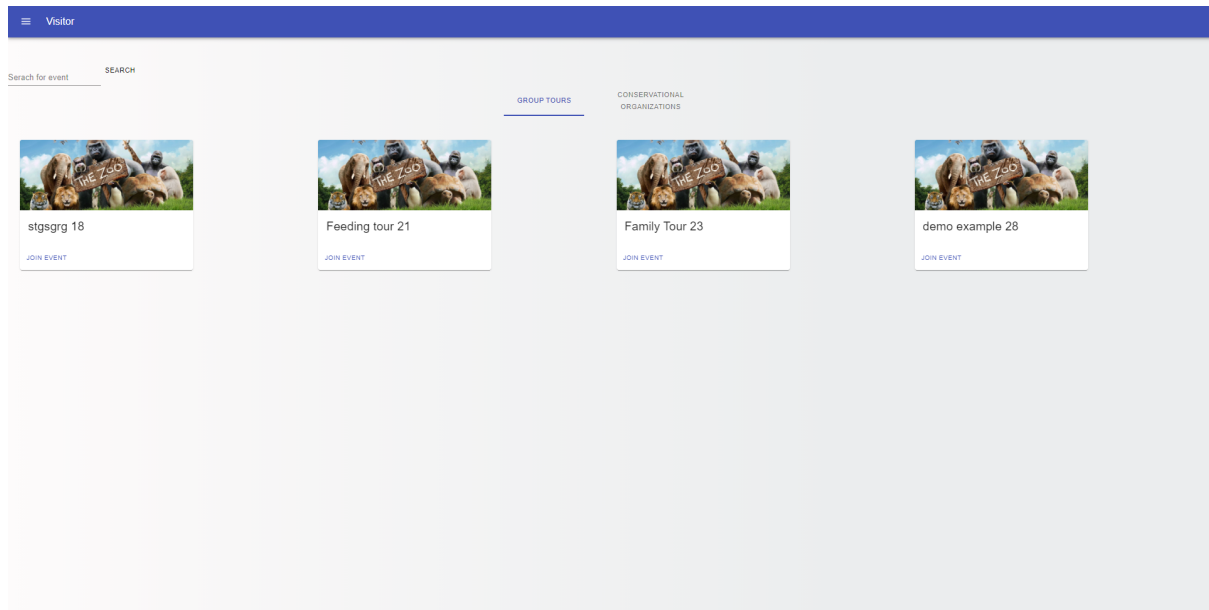 Visitor
SEARCH
Serach for event
GROUP TOURS
CONSERVATIONAL
ORGANIZATIONS
THE ZOO
THE ZOO
THE ZOO
THE ZOO
stgsgrg 18
Feeding tour 21
Family Tour 23
demo example 28
JOIN EVENT
JOIN EVENT
JOIN EVENT
JOIN EVENT